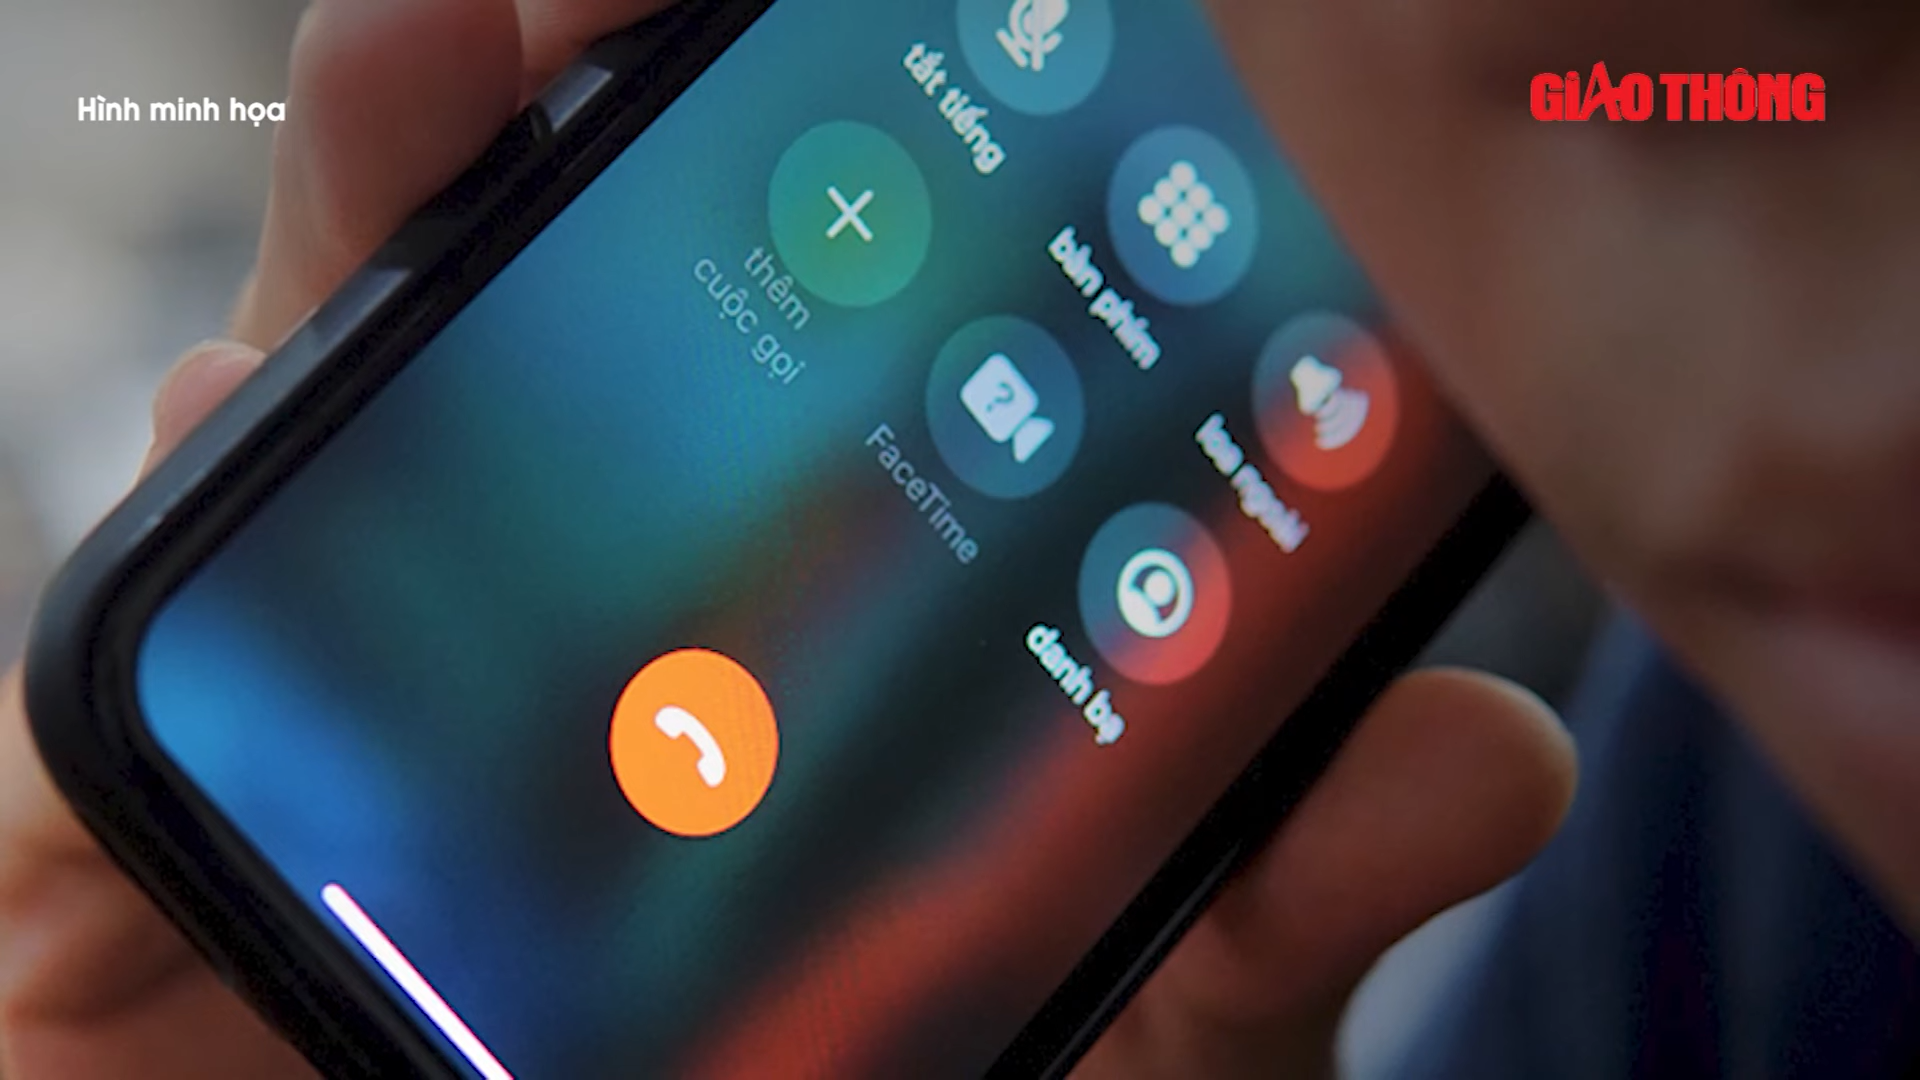 Hình minh họa
GIAO THÔNG
tắt tiếng
bàn phím
loa ngoài
thêm
cuộc gọi
FaceTime
danh bạ